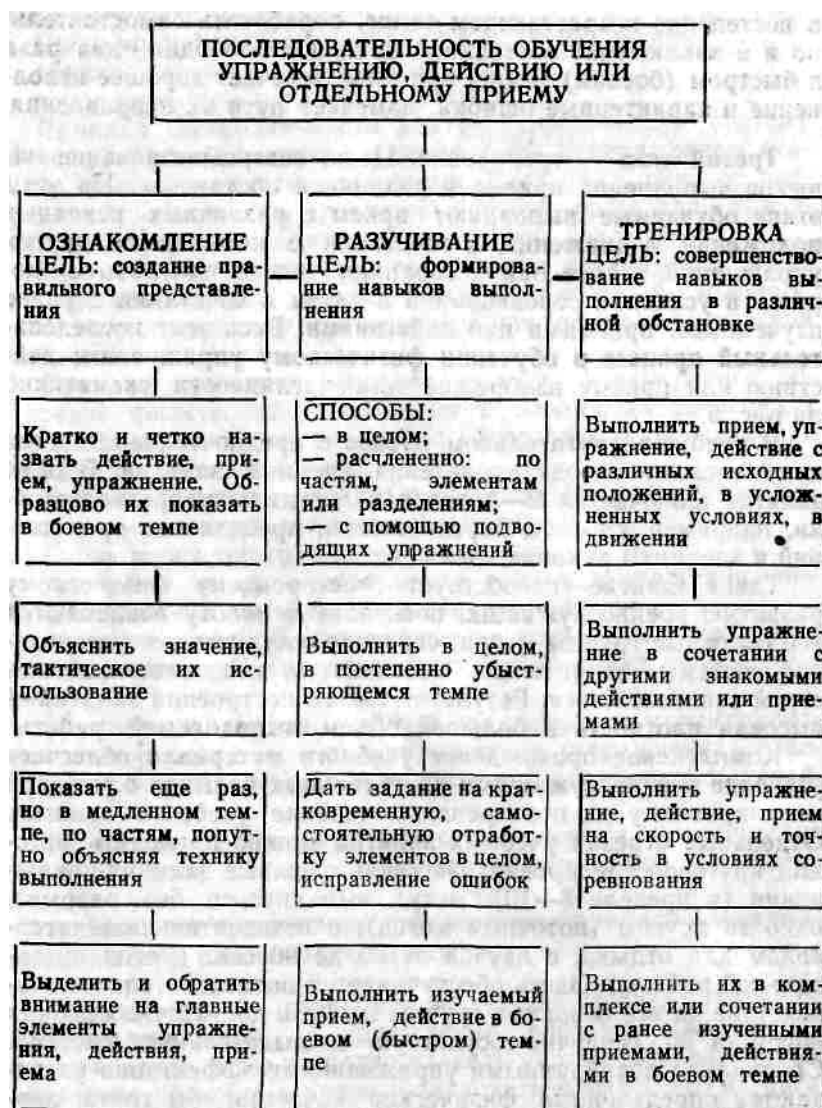 ПОСЛЕДОВАТЕЛЬНОСТЬ ОБУЧЕНИЯ
УПРАЖНЕНИЮ, ДЕЙСТВИЮ ИЛИ
ОТДЕЛЬНОМУ ПРИЕМУ
ОЗНАКОМЛЕНИЕ
ЦЕЛЬ: создание пра-
вильного представле-
ния
РАЗУЧИВАНИЕ
ЦЕЛЬ: формирова-
ние навыков выпол-
нения
ТРЕНИРОВКА
ЦЕЛЬ: совершенство-
вание навыков вы-
полнения в различ-
ной обстановке
Кратко и четко на-
звать действие, при-
ем, упражнение. Об-
разцово их показать
в боевом темпе
СПОСОБЫ:
— в целом;
— расчлененно: по
частям, элементам
или разделениям;
— с помощью подво-
дящих упражнений
Выполнить прием, уп-
ражнение, действие с
различных исходных
положений, в услож-
ненных условиях, в
движении
Объяснить значение,
тактическое их ис-
пользование
Выполнить в целом,
в постепенно убыст-
ряющемся темпе
Выполнить упражне-
ние в сочетании с
другими знакомыми
действиями или прие-
мами
Показать еще раз,
но в медленном тем-
пе, по частям, попут-
но объясняя технику
выполнения
Дать задание на крат-
ковременную, само-
стоятельную отработ-
ку элементов в целом,
исправление ошибок
Выполнить упражне-
ние, действие, прием
на скорость и точ-
ность в условиях со-
ревнования
Выделить и обратить
внимание на главные
элементы упражне-
ния, действия, при-
ема
Выполнить изучаемый
прием, действие в бо-
евом (быстром) тем-
пе
Выполнить их в ком-
плексе или сочетании
с ранее изученными
приемами, действия-
ми в боевом темпе